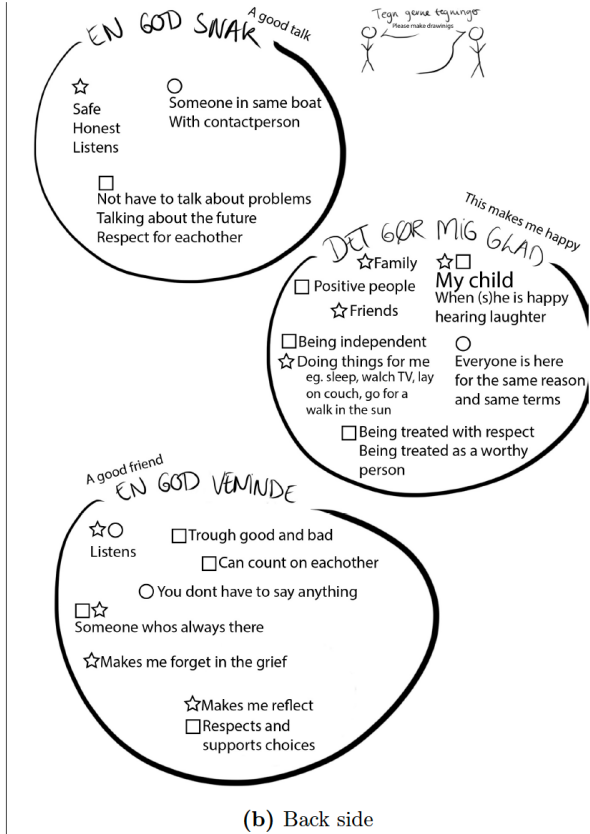 EN GOD SNAK
A good talk
Tegn gerne tegninger
Please make drawings
Safe
Honest
Listens
Someone in same boat
With contactperson
Not have to talk about problems
Talking about the future
Respect for eachother
DET GØR MIG GLAD
This makes me happy
Family
My child
When (s)he is happy
hearing laughter
Positive people
Friends
Being independent
Doing things for me
eg. sleep, walch TV, lay
on couch, go for a
walk in the sun
Everyone is here
for the same reason
and same terms
Being treated with respect
Being treated as a worthy
person
A good friend
EN GOD VENINDE
Listens
Trough good and bad
Can count on eachother
You dont have to say anything
Someone whos always there
Makes me forget in the grief
Makes me reflect
Respects and
supports choices
(b) Back side